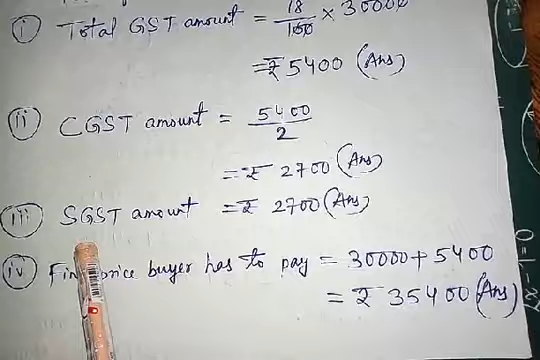 i) Total GST amount = 18/100 × 30000
= ₹ 5400 (Ans)
ii) CGST amount = 5400/2
= ₹ 2700 (Ans)
iii) SGST amount = ₹ 2700 (Ans)
iv) price buyer has to pay = 30000 + 5400
= ₹ 35400 (Ans)